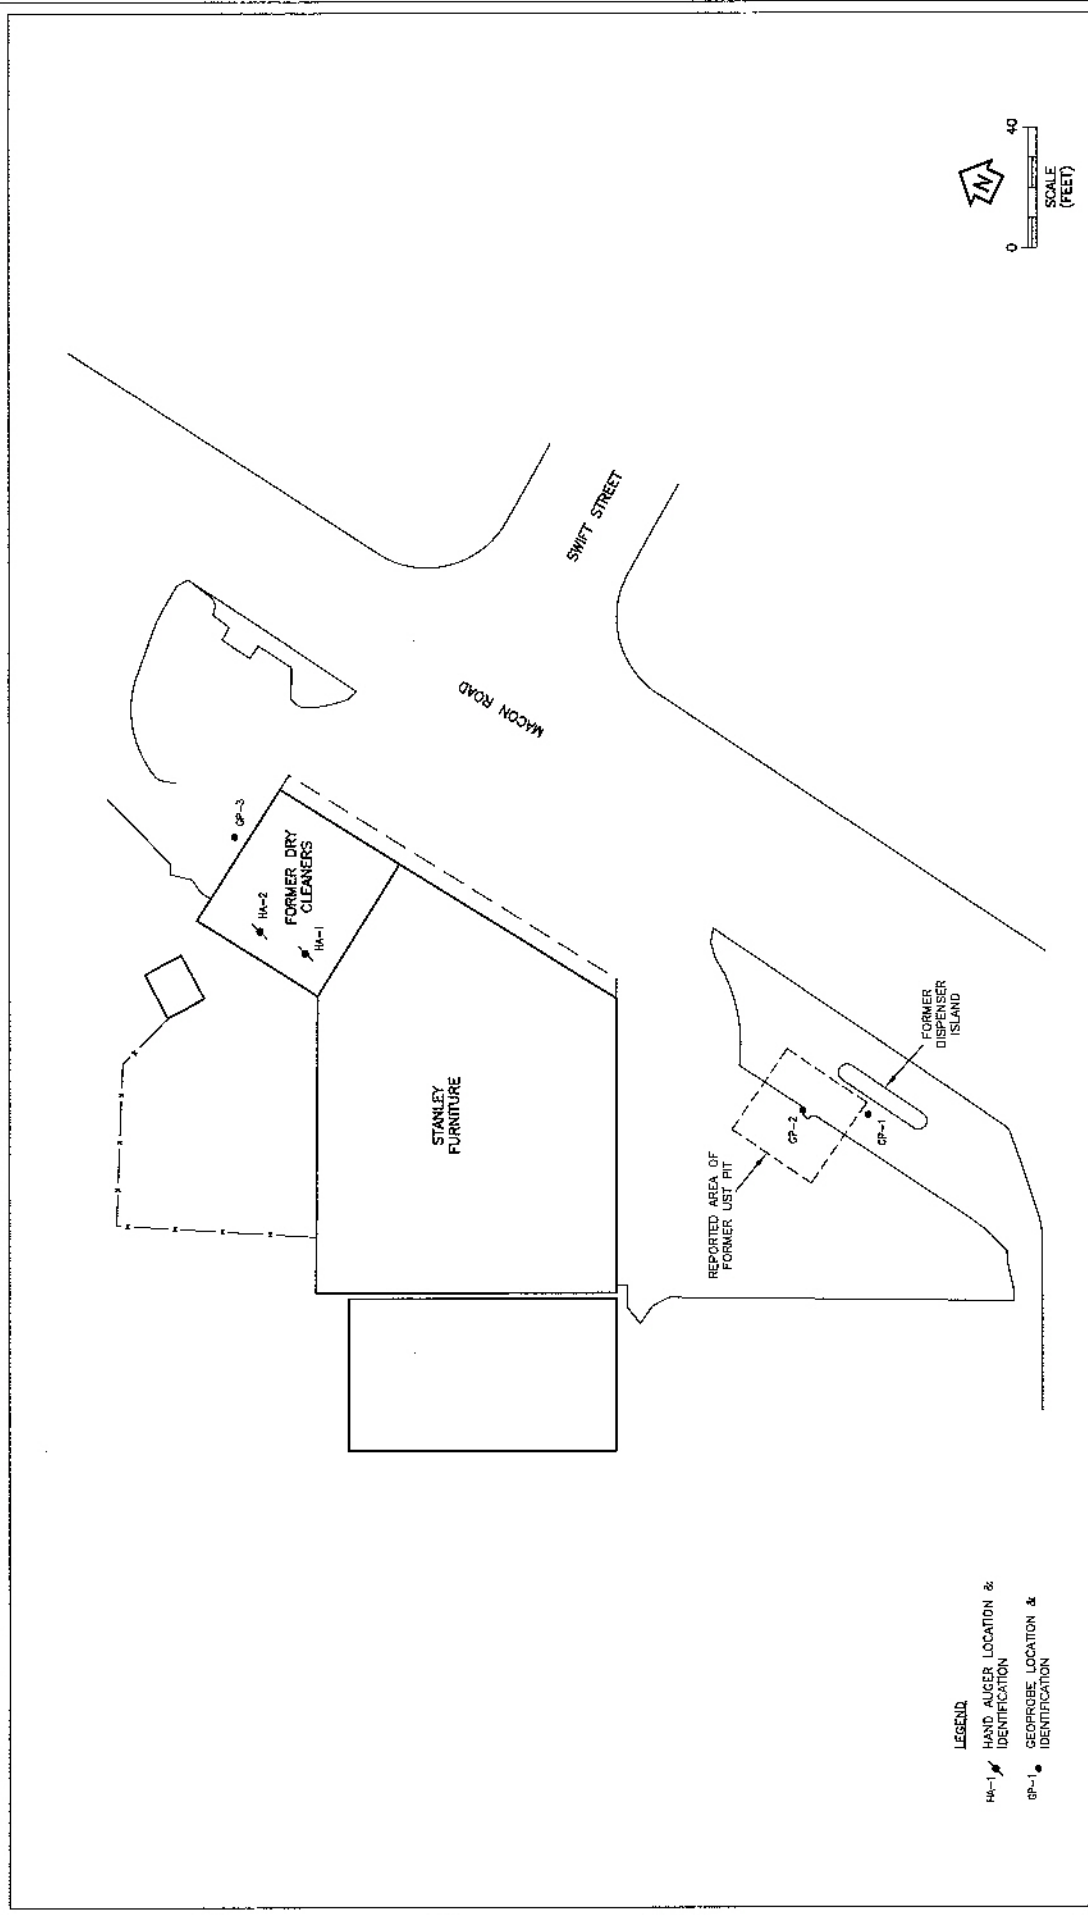 GP-3
HA-2
FORMER DRY
CLEANERS
HA-1
STANLEY
FURNITURE
MACON ROAD
SWIFT STREET
REPORTED AREA OF
FORMER UST PIT
GP-2
GP-1
FORMER
DISPENSER
ISLAND
LEGEND
HA-1 HAND AUGER LOCATION &
IDENTIFICATION
GP-1 GEOPROBE LOCATION &
IDENTIFICATION
N
0 40
SCALE
(FEET)